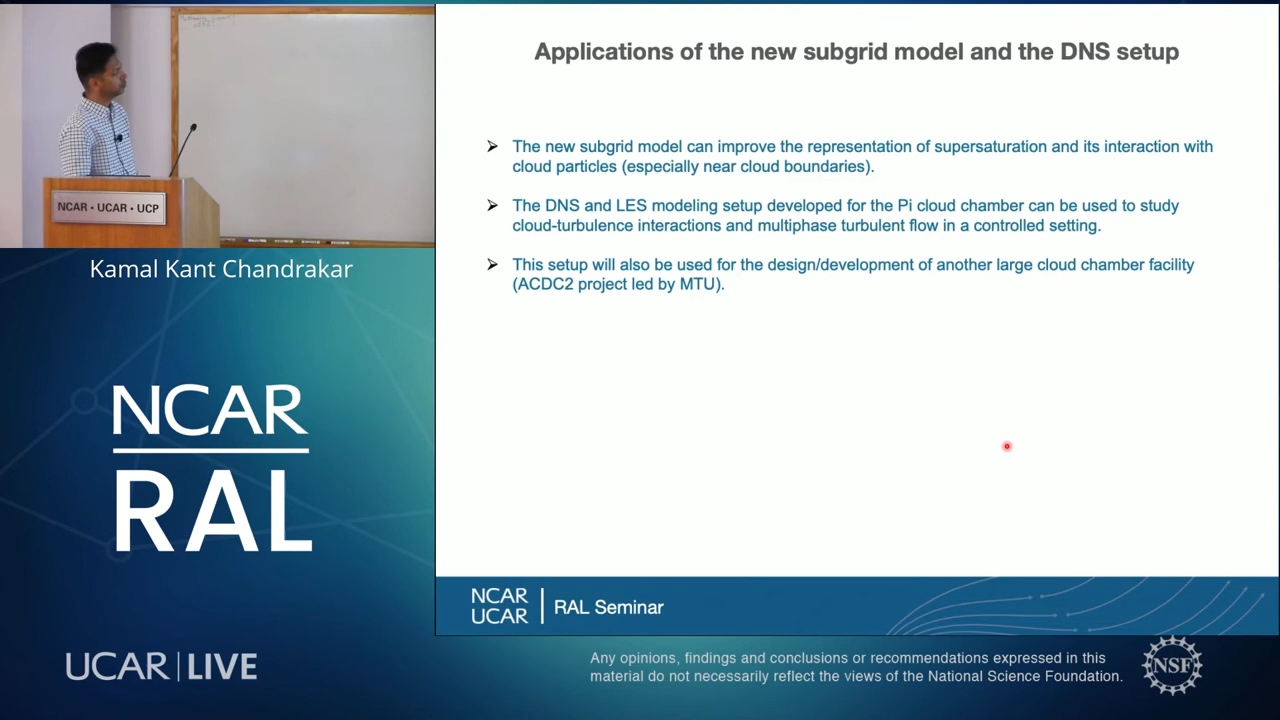 Applications of the new subgrid model and the DNS setup
➢ The new subgrid model can improve the representation of supersaturation and its interaction with
cloud particles (especially near cloud boundaries).
➢ The DNS and LES modeling setup developed for the Pi cloud chamber can be used to study
cloud-turbulence interactions and multiphase turbulent flow in a controlled setting.
➢ This setup will also be used for the design/development of another large cloud chamber facility
(ACDC2 project led by MTU).
NCAR • UCAR • UCP
Kamal Kant Chandrakar
NCAR
RAL
NCAR
UCAR
RAL Seminar
UCAR | LIVE
Any opinions, findings and conclusions or recommendations expressed in this
material do not necessarily reflect the views of the National Science Foundation.
NSF